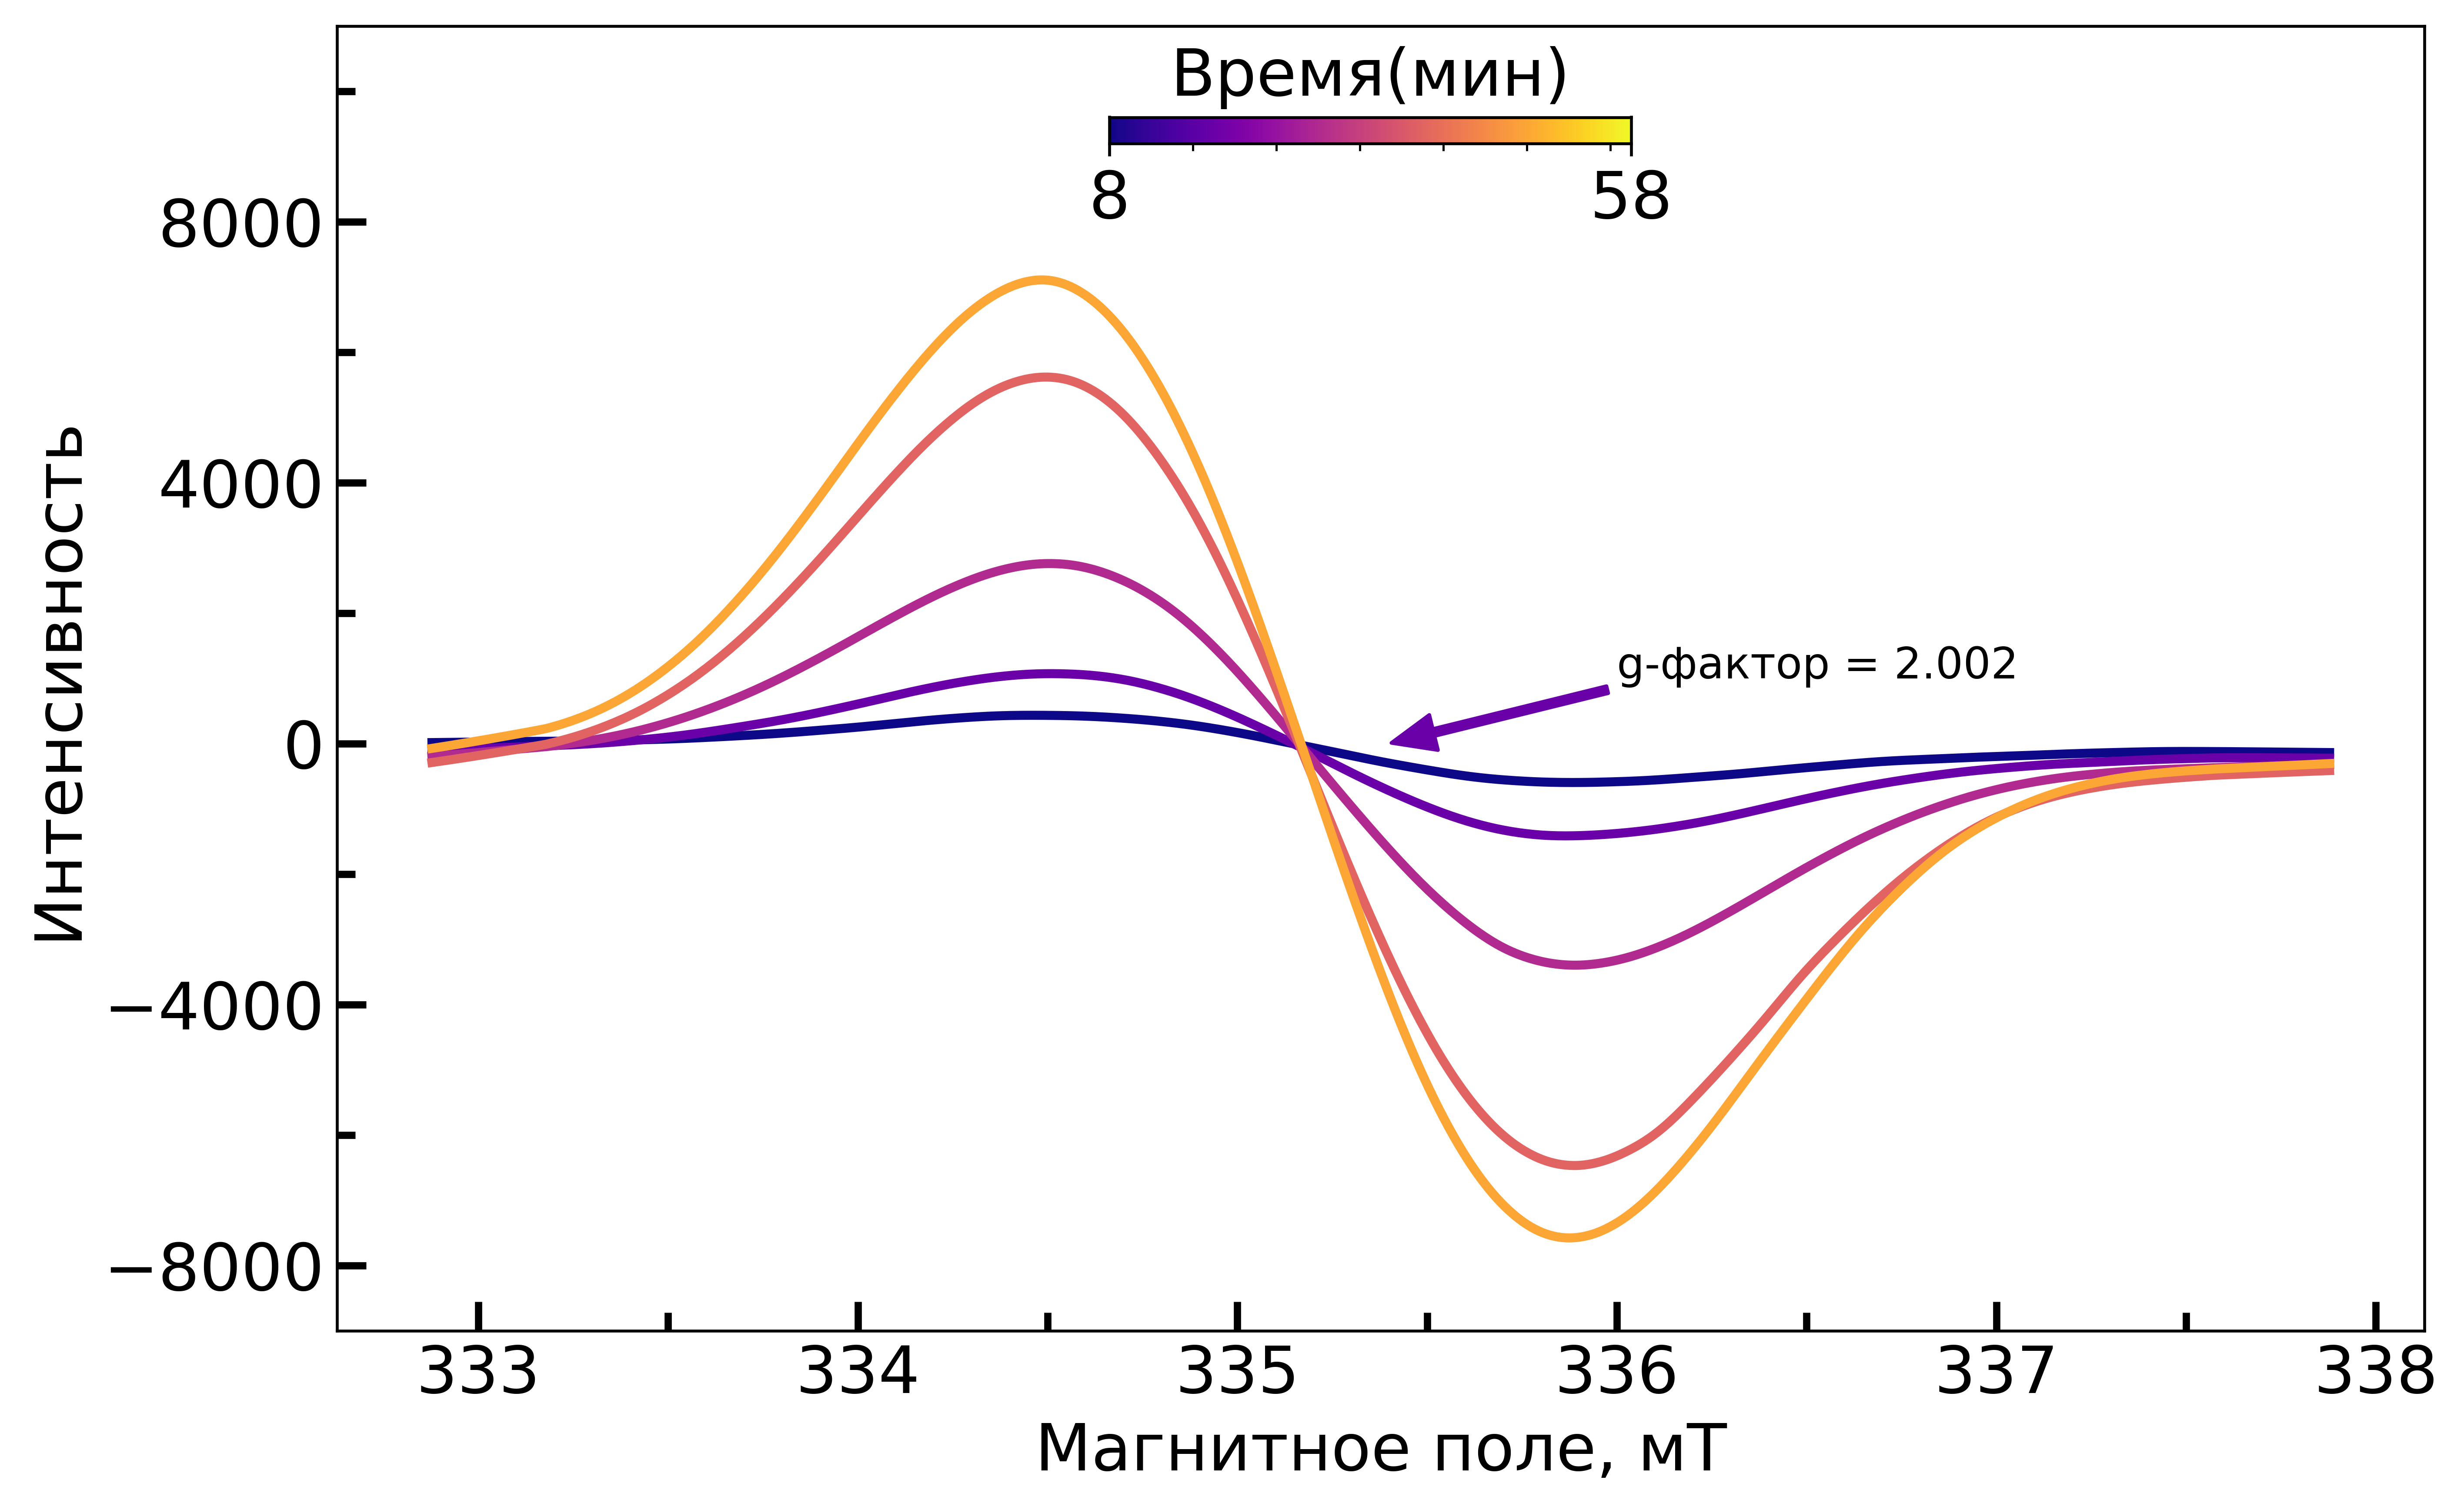 Время(мин)
8 58
8000
4000
0
−4000
−8000
Интенсивность
g-фактор = 2.002
333 334 335 336 337 338
Магнитное поле, мТ